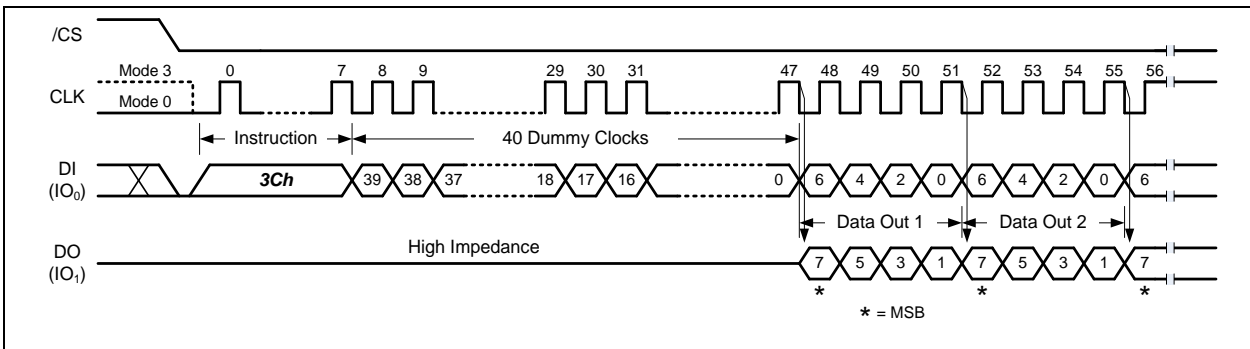 /CS
Mode 3 0 7 8 9 29 30 31 47 48 49 50 51 52 53 54 55 56
CLK
Mode 0
Instruction 40 Dummy Clocks
DI
(IO₀)
3Ch 39 38 37 18 17 16 0 6 4 2 0 6 4 2 0 6
Data Out 1 Data Out 2
High Impedance
DO
(IO₁)
7 5 3 1 7 5 3 1 7
* * *
* = MSB